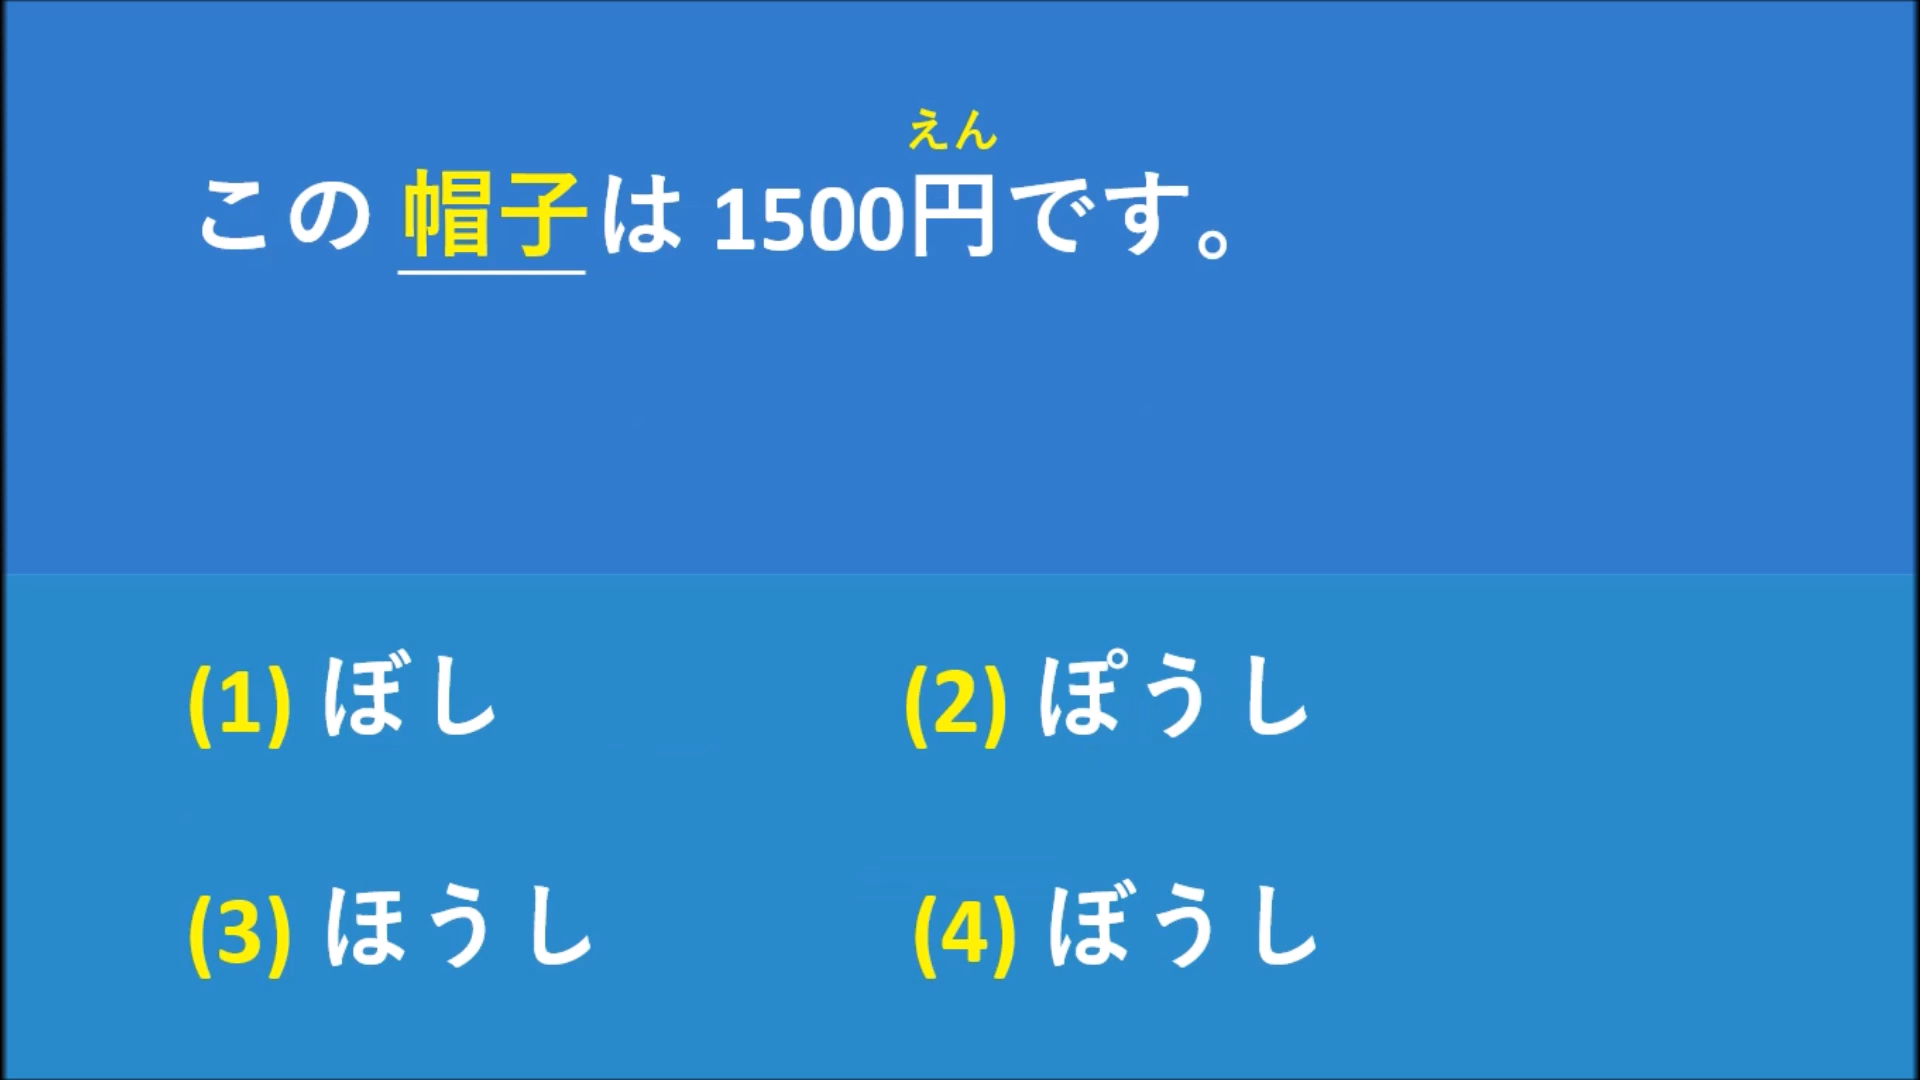 えん
この 帽子は 1500円です。
(1) ぼし
(2) ぽうし
(3) ほうし
(4) ぼうし